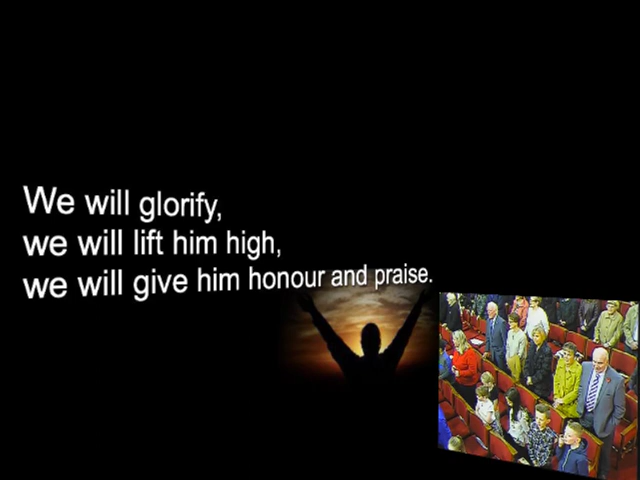 We will glorify,
we will lift him high,
we will give him honour and praise.